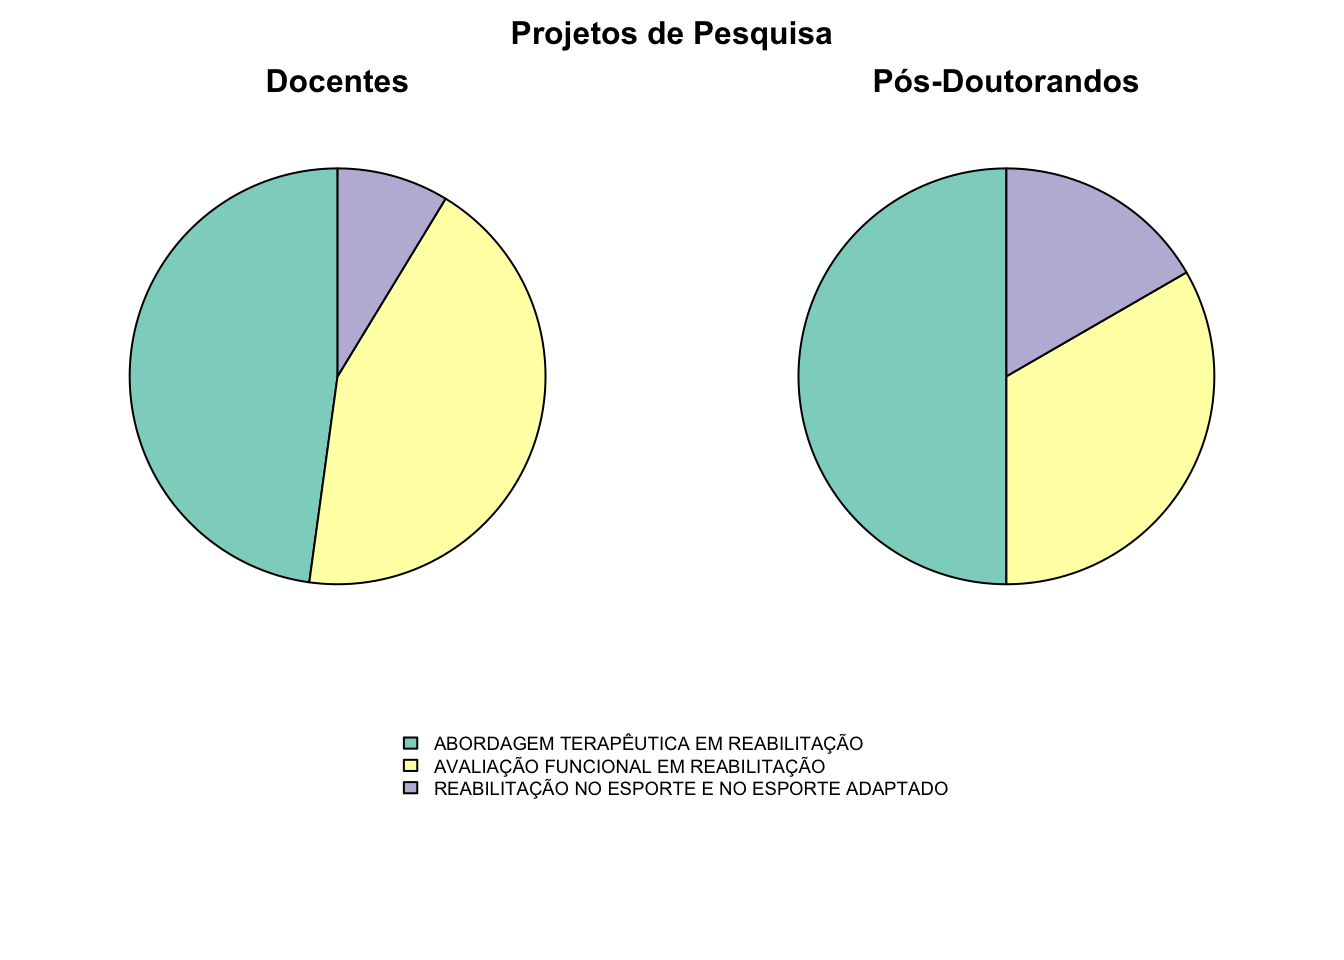 Projetos de Pesquisa
Docentes
Pós-Doutorandos
ABORDAGEM TERAPÊUTICA EM REABILITAÇÃO
AVALIAÇÃO FUNCIONAL EM REABILITAÇÃO
REABILITAÇÃO NO ESPORTE E NO ESPORTE ADAPTADO